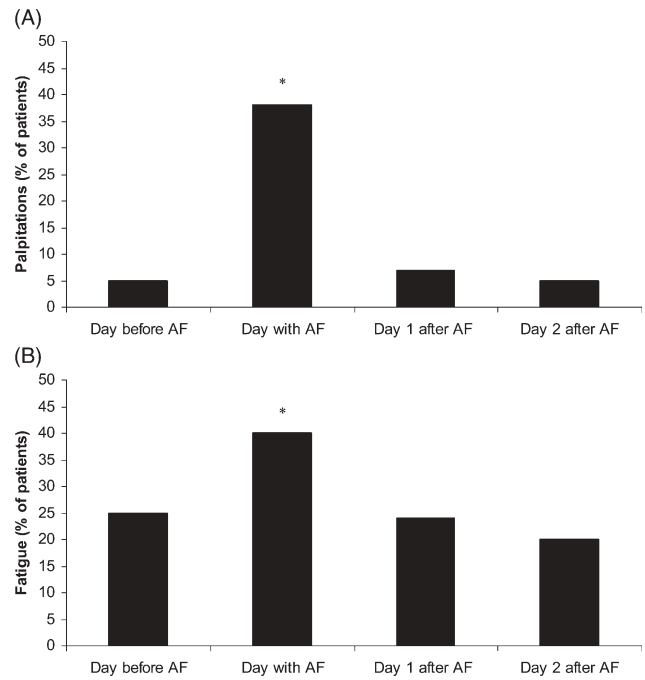 (A)
Palpitations (% of patients)
50
45
40
35
30
25
20
15
10
5
0
*
Day before AF
Day with AF
Day 1 after AF
Day 2 after AF
(B)
Fatigue (% of patients)
50
45
40
35
30
25
20
15
10
5
0
*
Day before AF
Day with AF
Day 1 after AF
Day 2 after AF